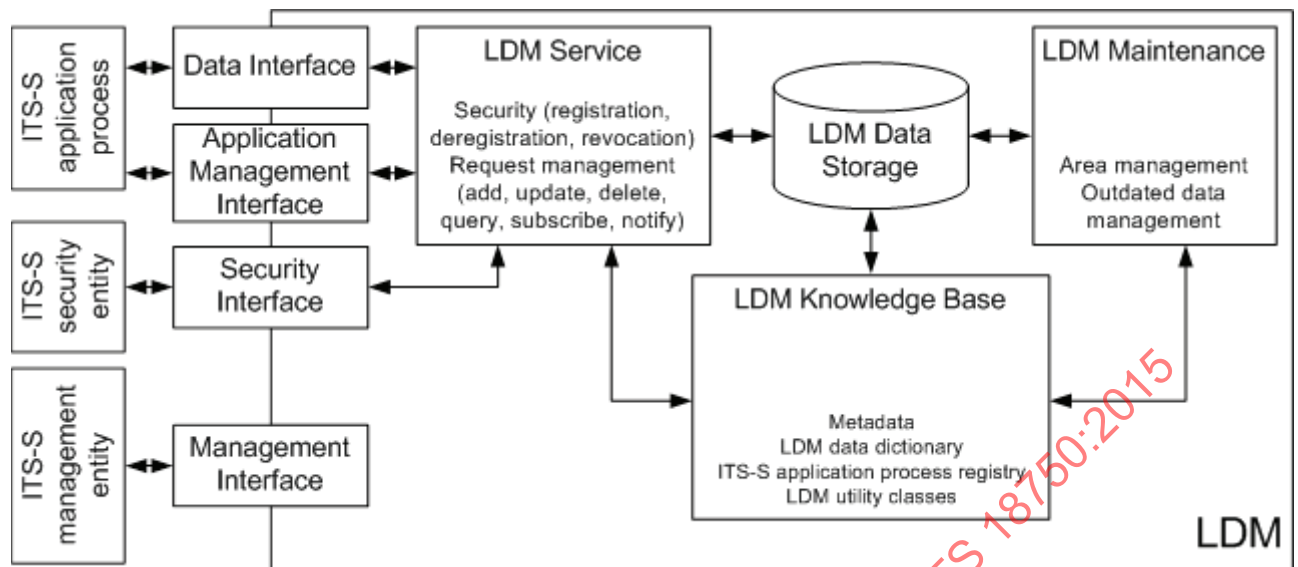 ITS-S
application
process
ITS-S
security
entity
ITS-S
management
entity
Data Interface
Application
Management
Interface
Security
Interface
Management
Interface
LDM Service
Security (registration,
deregistration, revocation)
Request management
(add, update, delete,
query, subscribe, notify)
LDM Data
Storage
LDM Maintenance
Area management
Outdated data
management
LDM Knowledge Base
Metadata
LDM data dictionary
ITS-S application process registry
LDM utility classes
LDM
TS 18750:2015